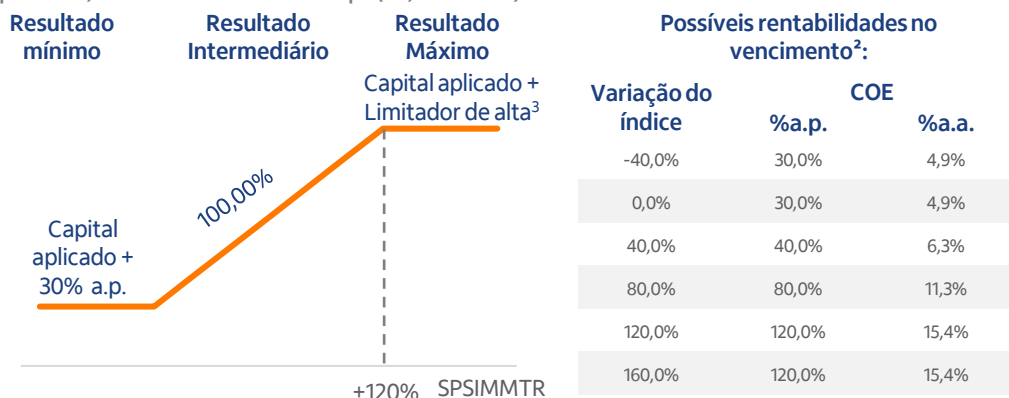 Resultado mínimo
Resultado Intermediário
Resultado Máximo
Capital aplicado +
Limitador de alta³
100,00%
Capital
aplicado +
30% a.p.
+120%
SPSIMMTR
Possíveis rentabilidades no
vencimento²:
Variação do índice
COE
%a.p.
%a.a.
-40,0% 30,0% 4,9%
0,0% 30,0% 4,9%
40,0% 40,0% 6,3%
80,0% 80,0% 11,3%
120,0% 120,0% 15,4%
160,0% 120,0% 15,4%